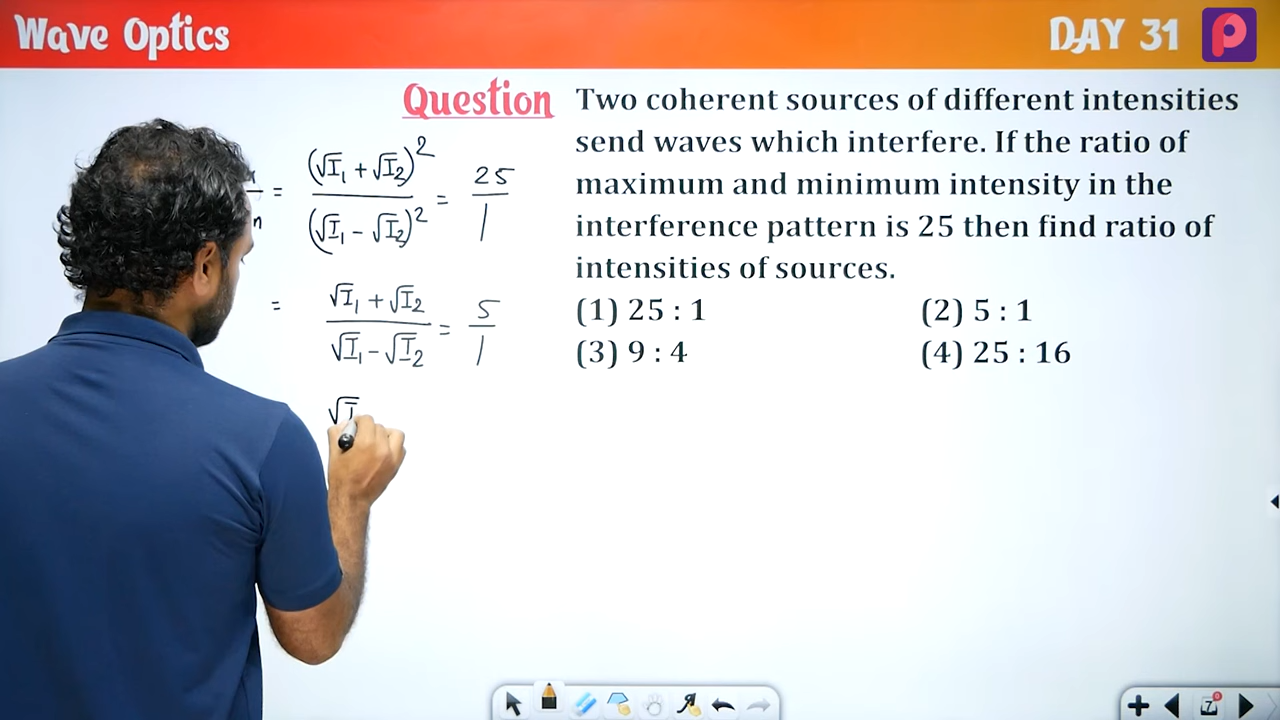 Wave Optics
DAY 31
Question
Two coherent sources of different intensities
send waves which interfere. If the ratio of
maximum and minimum intensity in the
interference pattern is 25 then find ratio of
intensities of sources.
(1) 25 : 1
(2) 5 : 1
(3) 9 : 4
(4) 25 : 16
= (√I₁ + √I₂)² / (√I₁ - √I₂)² = 25 / 1
= √I₁ + √I₂ / √I₁ - √I₂ = 5 / 1
√I
7